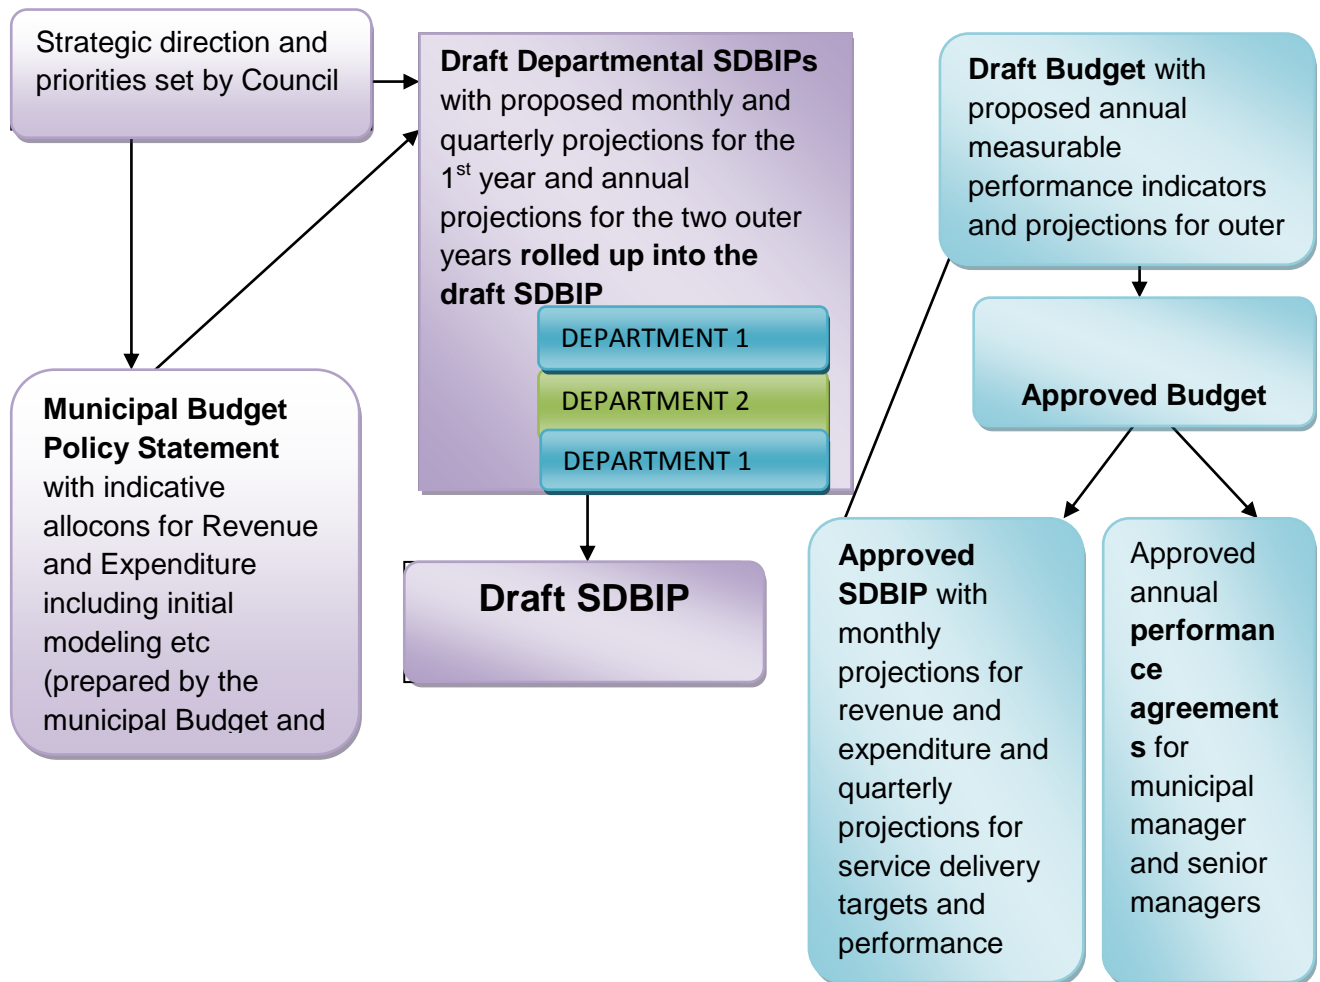 Strategic direction and
priorities set by Council
Municipal Budget
Policy Statement
with indicative
allocons for Revenue
and Expenditure
including initial
modeling etc
(prepared by the
municipal Budget and
Draft Departmental SDBIPs
with proposed monthly and
quarterly projections for the
1st year and annual
projections for the two outer
years rolled up into the
draft SDBIP
DEPARTMENT 1
DEPARTMENT 2
DEPARTMENT 1
Draft SDBIP
Draft Budget with
proposed annual
measurable
performance indicators
and projections for outer
Approved Budget
Approved
SDBIP with
monthly
projections for
revenue and
expenditure and
quarterly
projections for
service delivery
targets and
performance
Approved
annual
performan
ce
agreement
s for
municipal
manager
and senior
managers